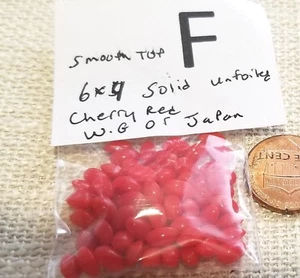 Smooth Top F
6x4 Solid Unfoiled
Cherry Red
W.G or Japan